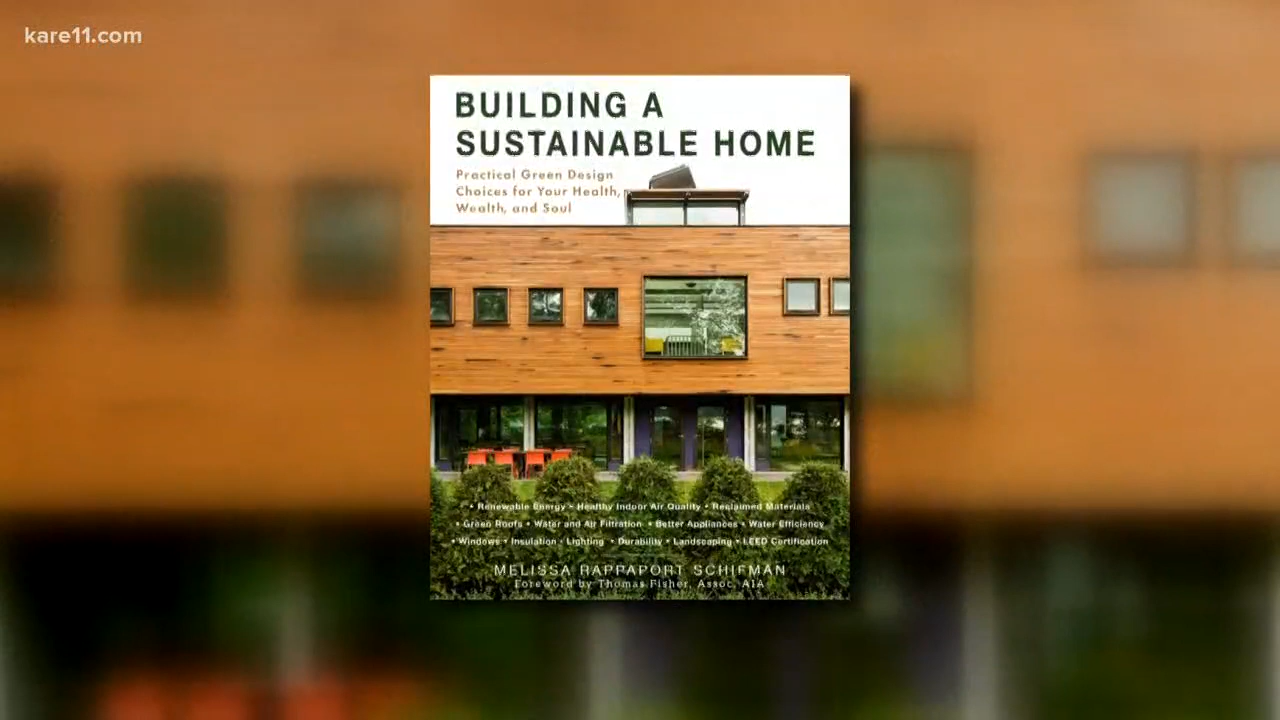 kare11.com
BUILDING A
SUSTAINABLE HOME
Practical Green Design
Choices for Your Health,
Wealth, and Soul
• Renewable Energy • Healthy Indoor Air Quality • Reclaimed Materials
• Green Roofs • Water and Air Filtration • Better Appliances • Water Efficiency
• Windows • Insulation • Lighting • Durability • Landscaping • LEED Certification
MELISSA RAPPAPORT SCHIFMAN
Foreword by Thomas Fisher, Assoc. AIA